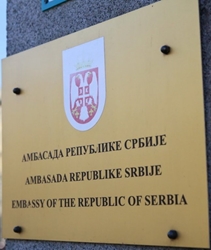 АМБАСАДА РЕПУБЛИКЕ СРБИЈЕ
AMBASADA REPUBLIKE SRBIJE
EMBASSY OF THE REPUBLIC OF SERBIA